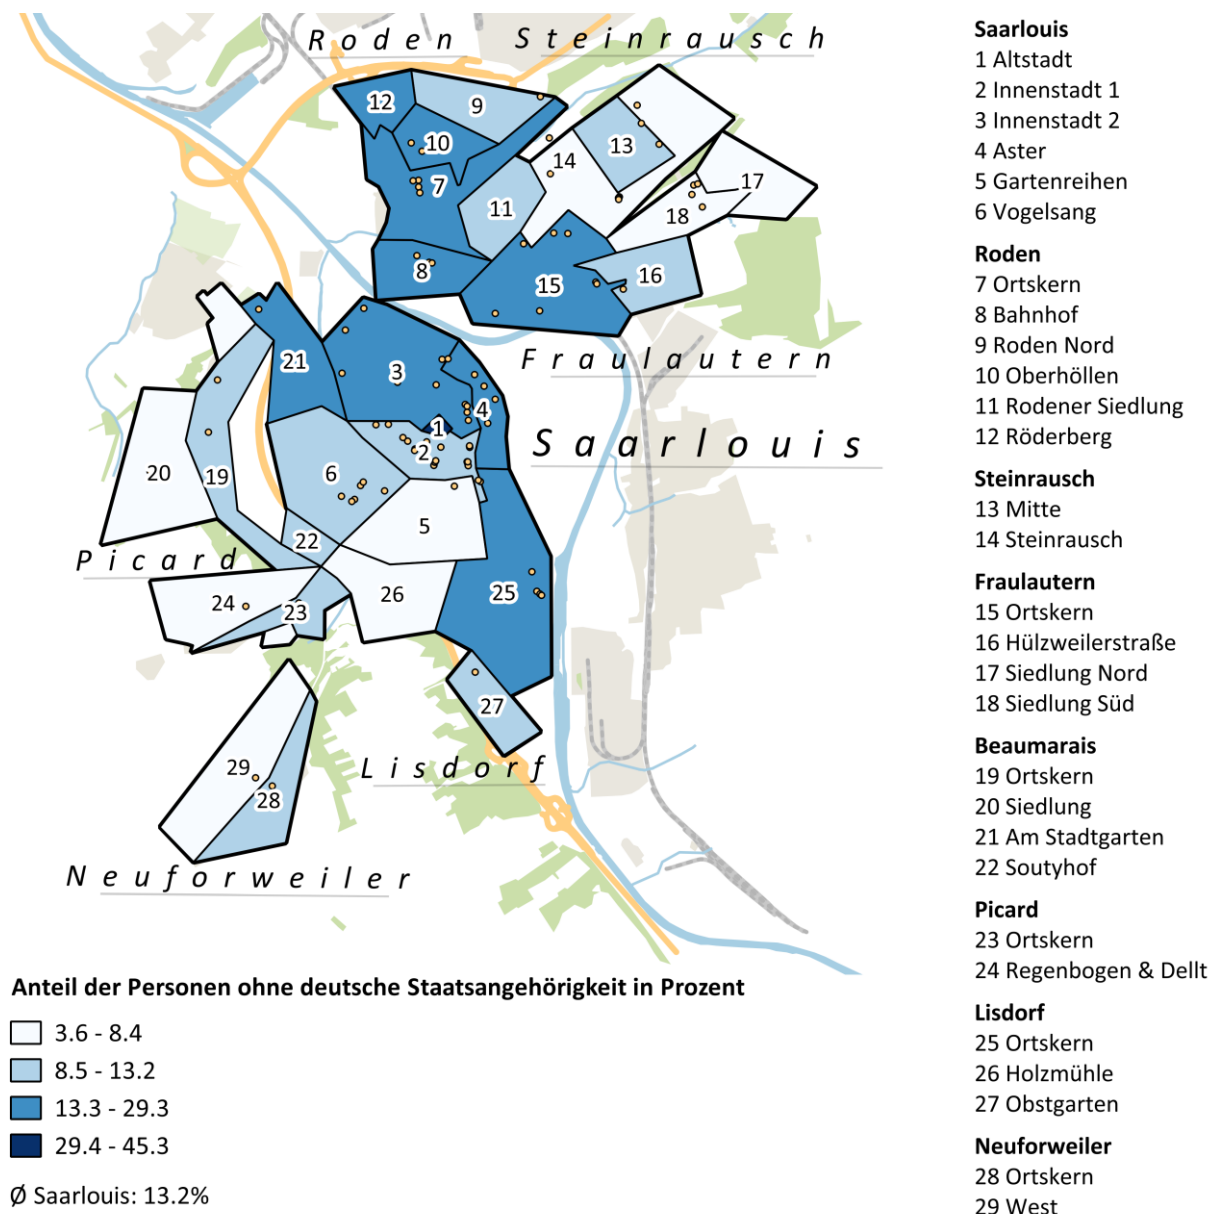 Roden
Steinrausch
12
9
10
13
14
7
17
11
18
8
15
16
Fraulautern
21
3
4
1
2
Saarlouis
20
19
6
5
22
Picard
24
23
26
25
27
Lisdorf
29
28
Neuforweiler
Anteil der Personen ohne deutsche Staatsangehörigkeit in Prozent
3.6 - 8.4
8.5 - 13.2
13.3 - 29.3
29.4 - 45.3
Ø Saarlouis: 13.2%
Saarlouis
1 Altstadt
2 Innenstadt 1
3 Innenstadt 2
4 Aster
5 Gartenreihen
6 Vogelsang
Roden
7 Ortskern
8 Bahnhof
9 Roden Nord
10 Oberhöllen
11 Rodener Siedlung
12 Röderberg
Steinrausch
13 Mitte
14 Steinrausch
Fraulautern
15 Ortskern
16 Hülzweilerstraße
17 Siedlung Nord
18 Siedlung Süd
Beaumarais
19 Ortskern
20 Siedlung
21 Am Stadtgarten
22 Soutyhof
Picard
23 Ortskern
24 Regenbogen & Dellt
Lisdorf
25 Ortskern
26 Holzmühle
27 Obstgarten
Neuforweiler
28 Ortskern
29 West